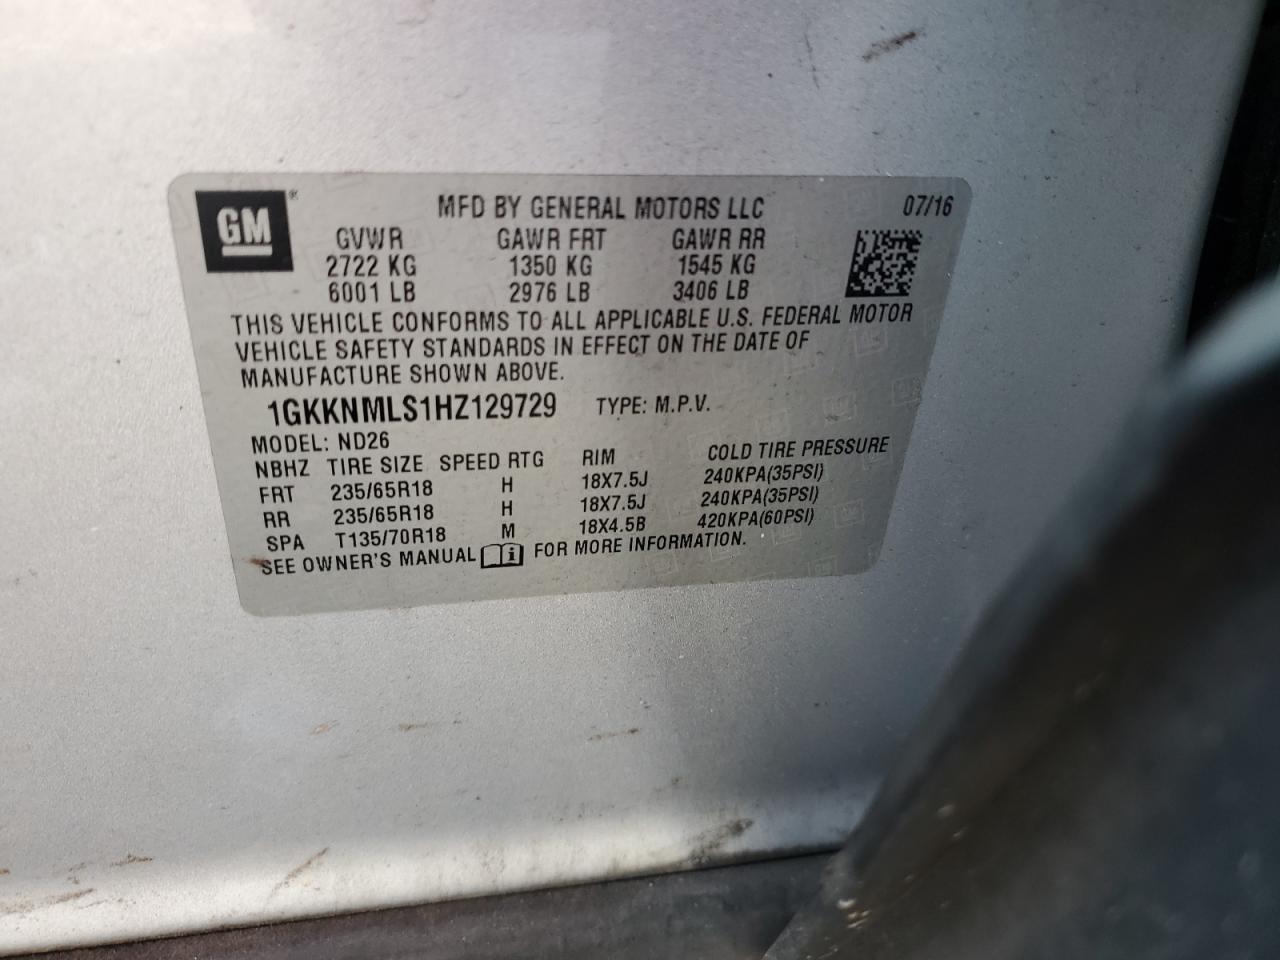 GM ®
MFD BY GENERAL MOTORS LLC 07/16
GVWR GAWR FRT GAWR RR
2722 KG 1350 KG 1545 KG
6001 LB 2976 LB 3406 LB
THIS VEHICLE CONFORMS TO ALL APPLICABLE U.S. FEDERAL MOTOR
VEHICLE SAFETY STANDARDS IN EFFECT ON THE DATE OF
MANUFACTURE SHOWN ABOVE.
1GKKNMLS1HZ129729 TYPE: M.P.V.
MODEL: ND26
NBHZ TIRE SIZE SPEED RTG RIM COLD TIRE PRESSURE
FRT 235/65R18 H 18X7.5J 240KPA(35PSI)
RR 235/65R18 H 18X7.5J 240KPA(35PSI)
SPA T135/70R18 M 18X4.5B 420KPA(60PSI)
SEE OWNER'S MANUAL i FOR MORE INFORMATION.